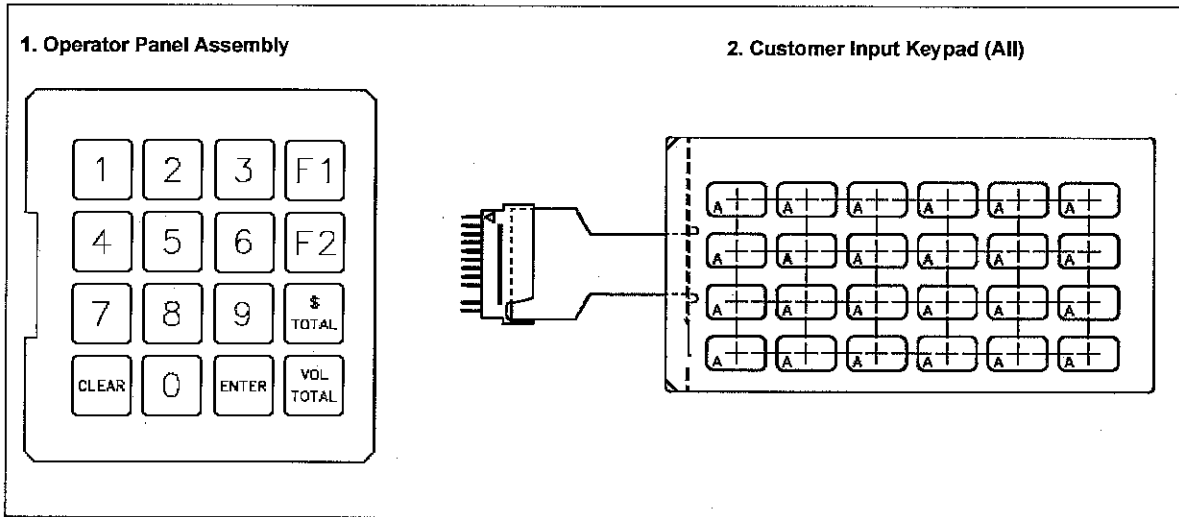 1. Operator Panel Assembly
2. Customer Input Keypad (All)
1 2 3 F1
4 5 6 F2
7 8 9 $ TOTAL
CLEAR 0 ENTER VOL TOTAL
A A A A A A
A A A A A A
A A A A A A
A A A A A A